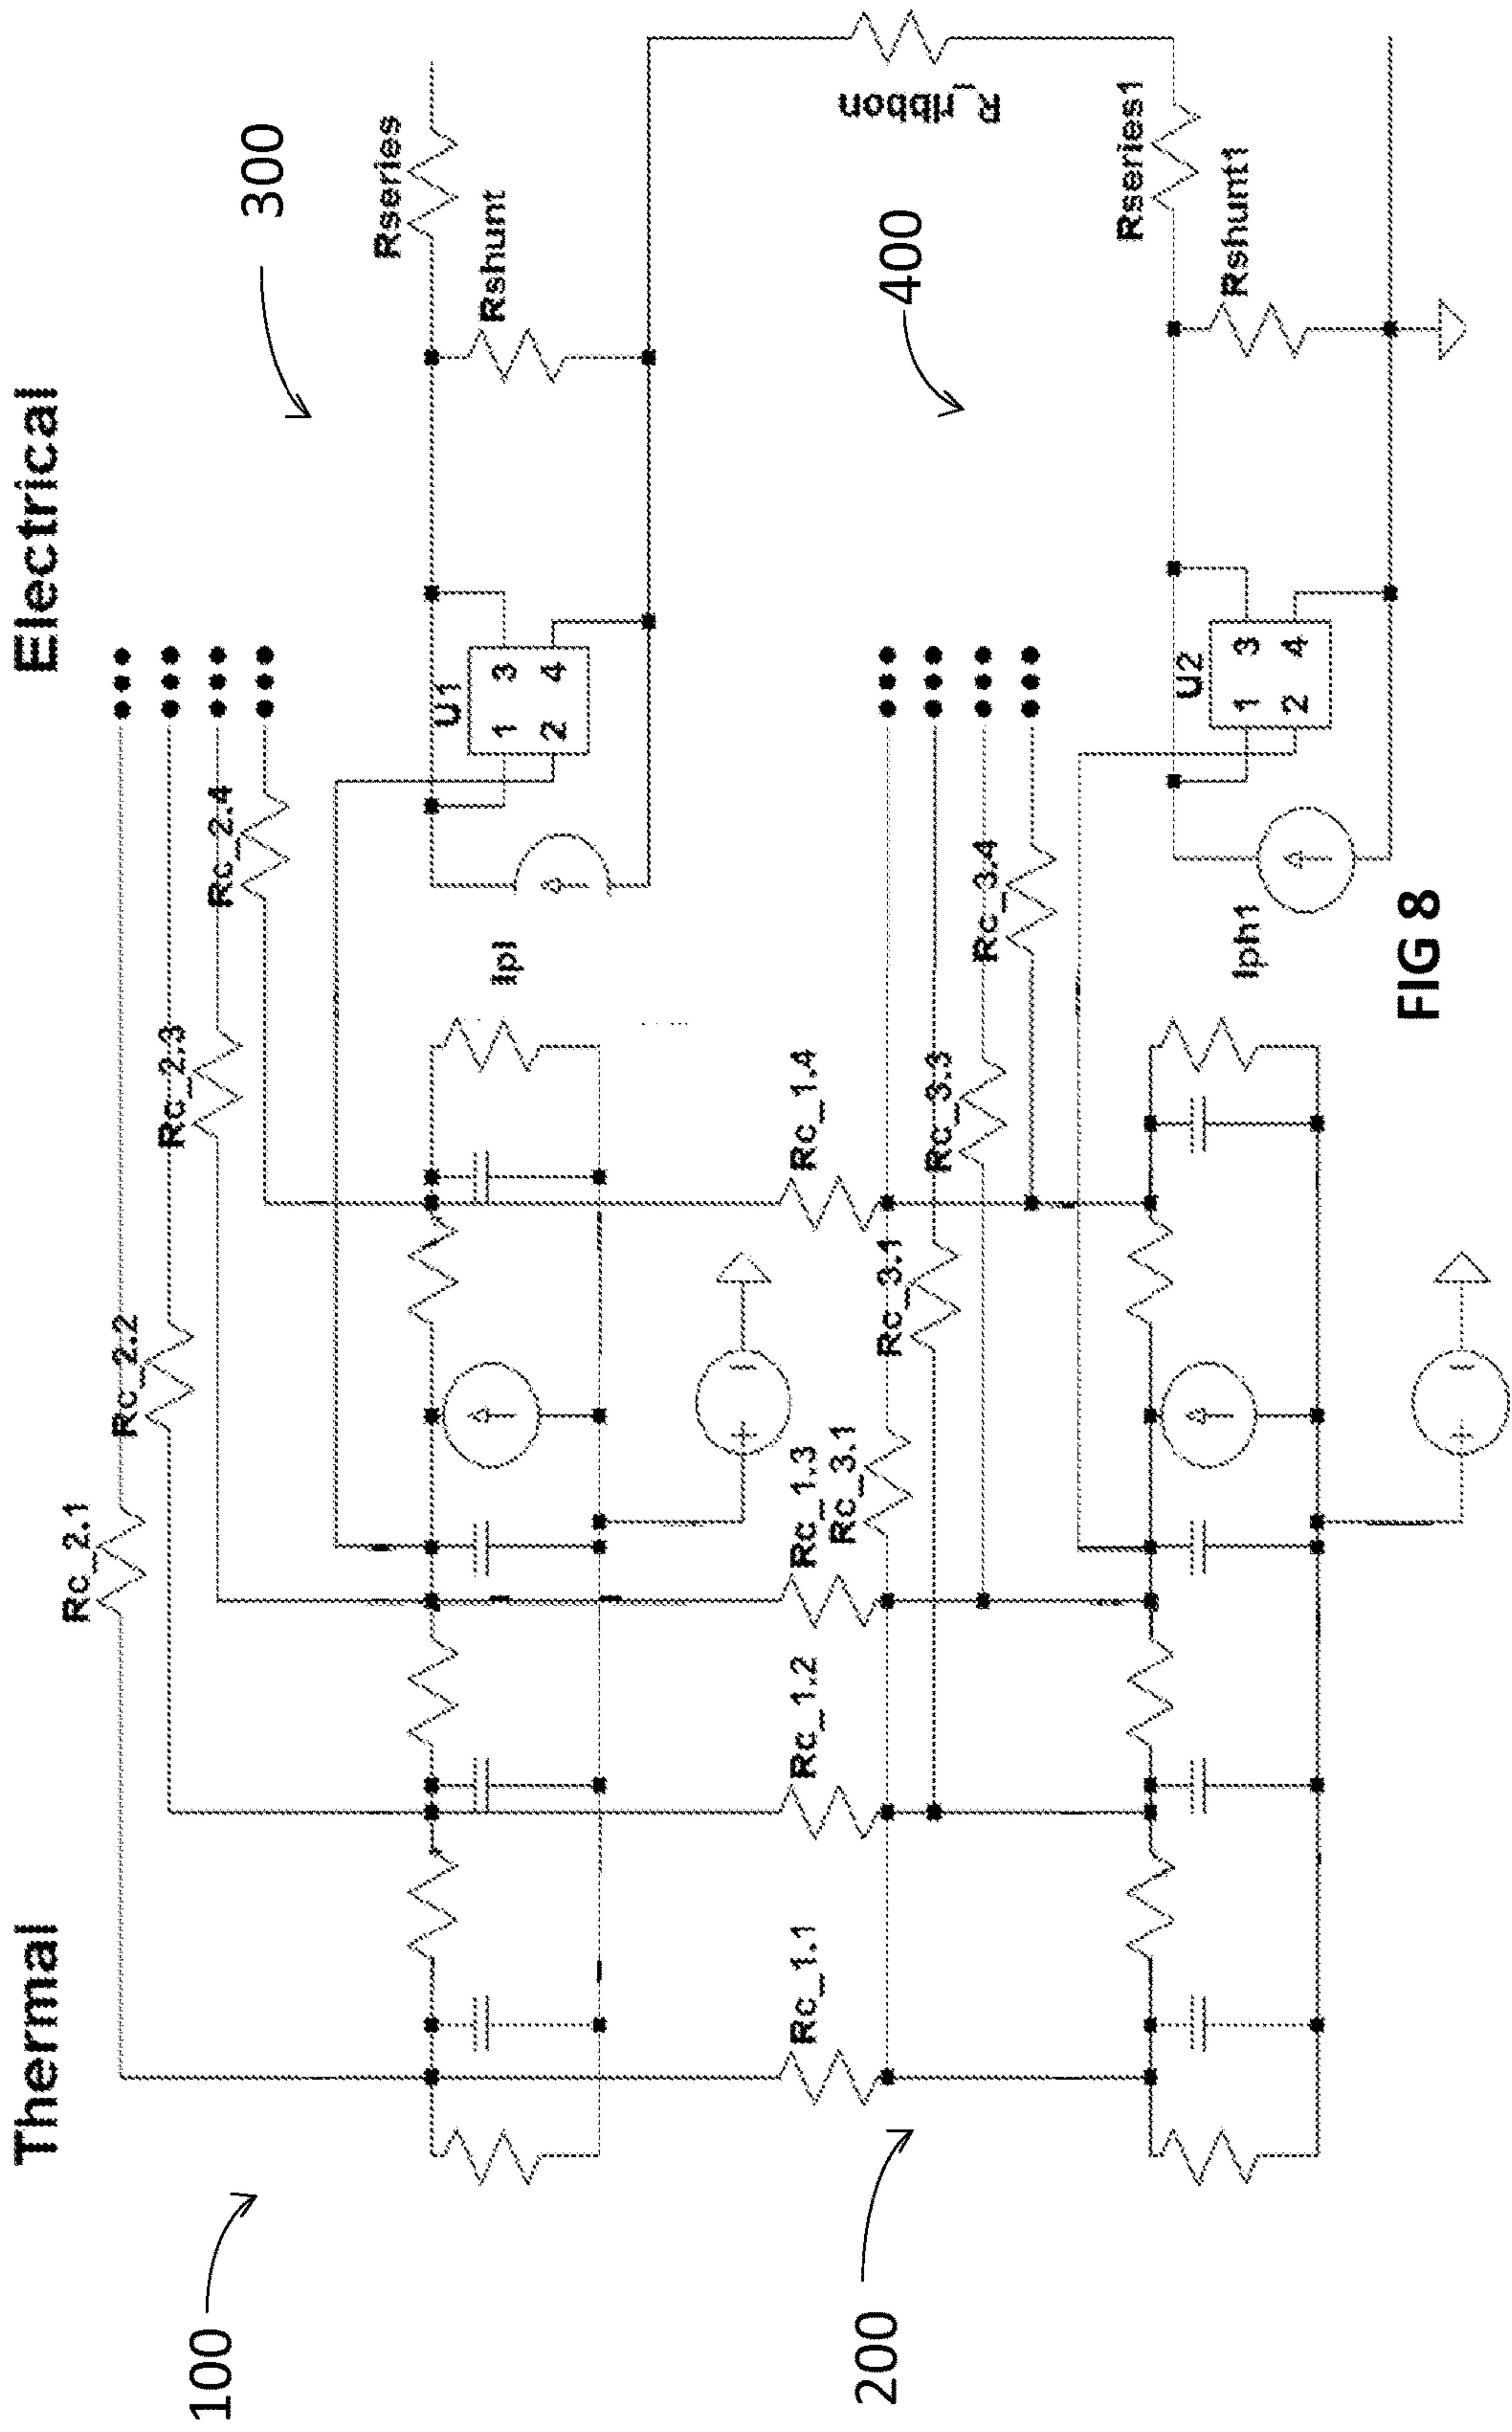 Thermal
Electrical
100
300
Rc_2.1
Rc_2.2
Rc_2.3
Rc_2.4
Rseries
Rshunt
U1
1
3
2
4
Ipl
R_ribbon
200
400
Rc_1.1
Rc_1.2
Rc_1.3
Rc_1.4
Rc_3.1
Rc_3.1
Rc_3.3
Rc_3.4
Rseries1
Rshunt1
U2
1
3
2
4
Iph1
+
+
FIG 8